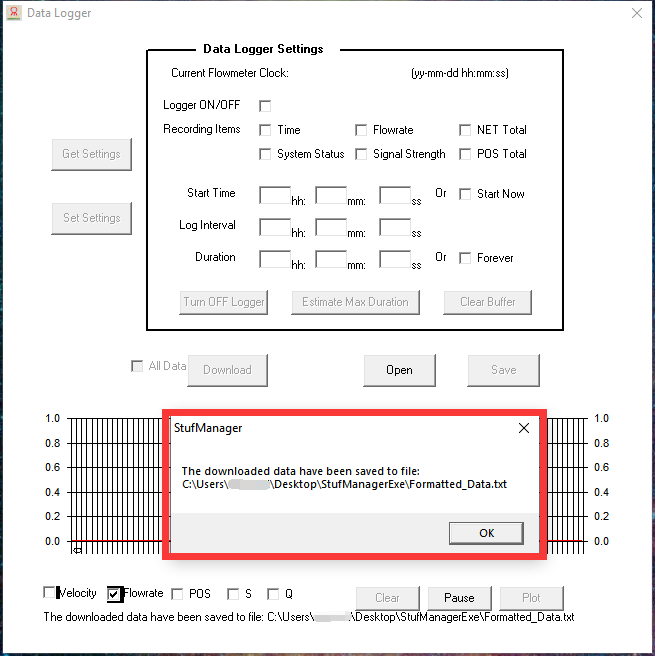 Data Logger
Data Logger Settings
Current Flowmeter Clock: (yy-mm-dd hh:mm:ss)
Logger ON/OFF
Recording Items Time Flowrate NET Total
System Status Signal Strength POS Total
Get Settings
Set Settings
Start Time hh: mm: ss Or Start Now
Log Interval hh: mm: ss
Duration hh: mm: ss Or Forever
Turn OFF Logger Estimate Max Duration Clear Buffer
All Data Download Open Save
1.0 1.0
0.8 0.8
0.6 0.6
0.4 0.4
0.2 0.2
0.0 0.0
0
StufManager
The downloaded data have been saved to file:
C:\Users\ \Desktop\StufManagerExe\Formatted_Data.txt
OK
Velocity Flowrate POS S Q Clear Pause Plot
The downloaded data have been saved to file: C:\Users\ \Desktop\StufManagerExe\Formatted_Data.txt